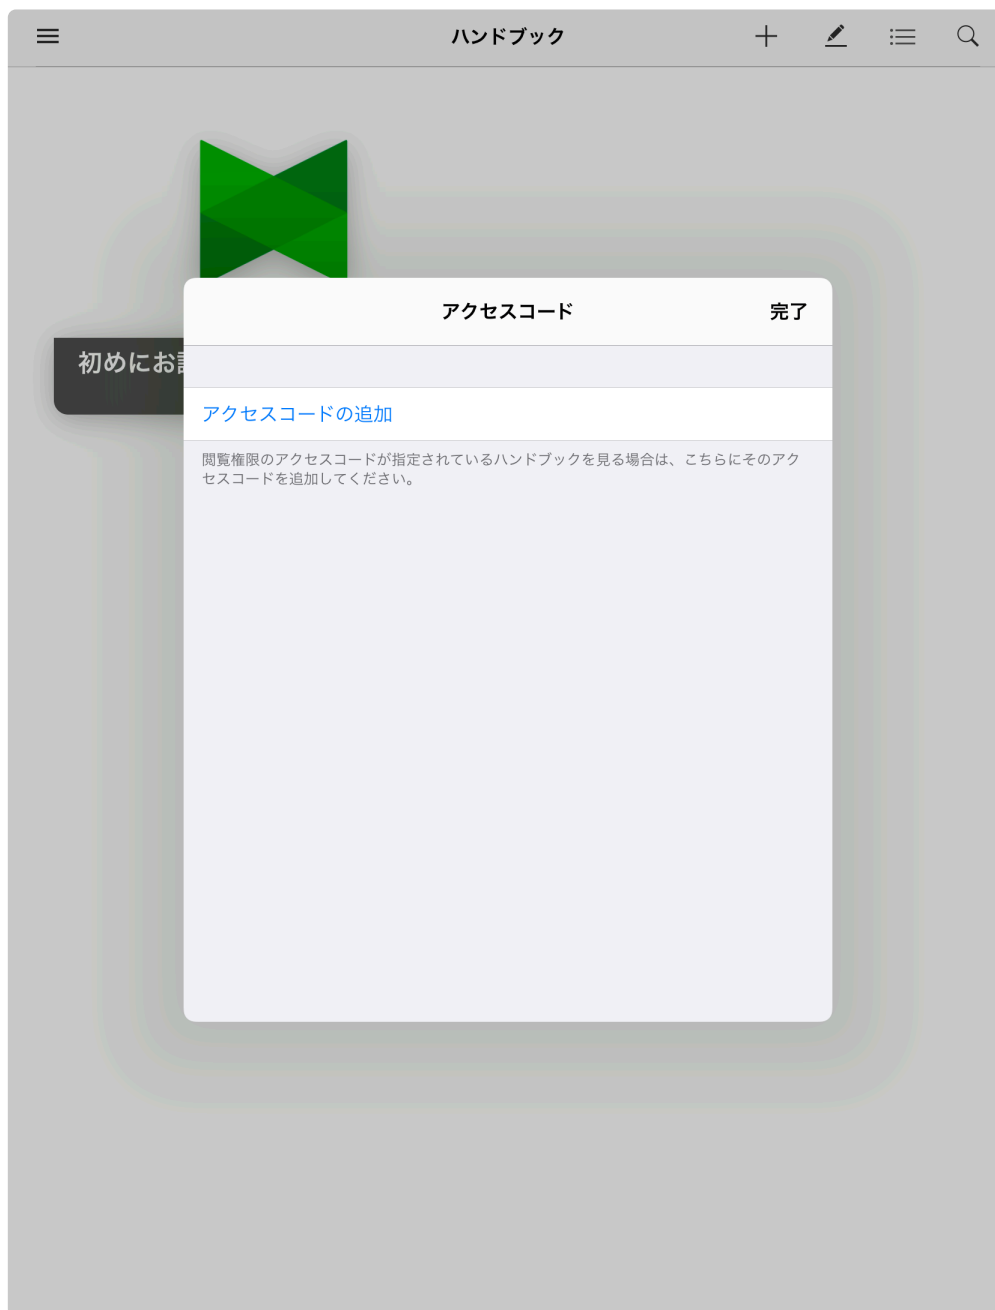 ハンドブック
アクセスコード
完了
初めにお
アクセスコードの追加
閲覧権限のアクセスコードが指定されているハンドブックを見る場合は、こちらにそのアク
セスコードを追加してください。